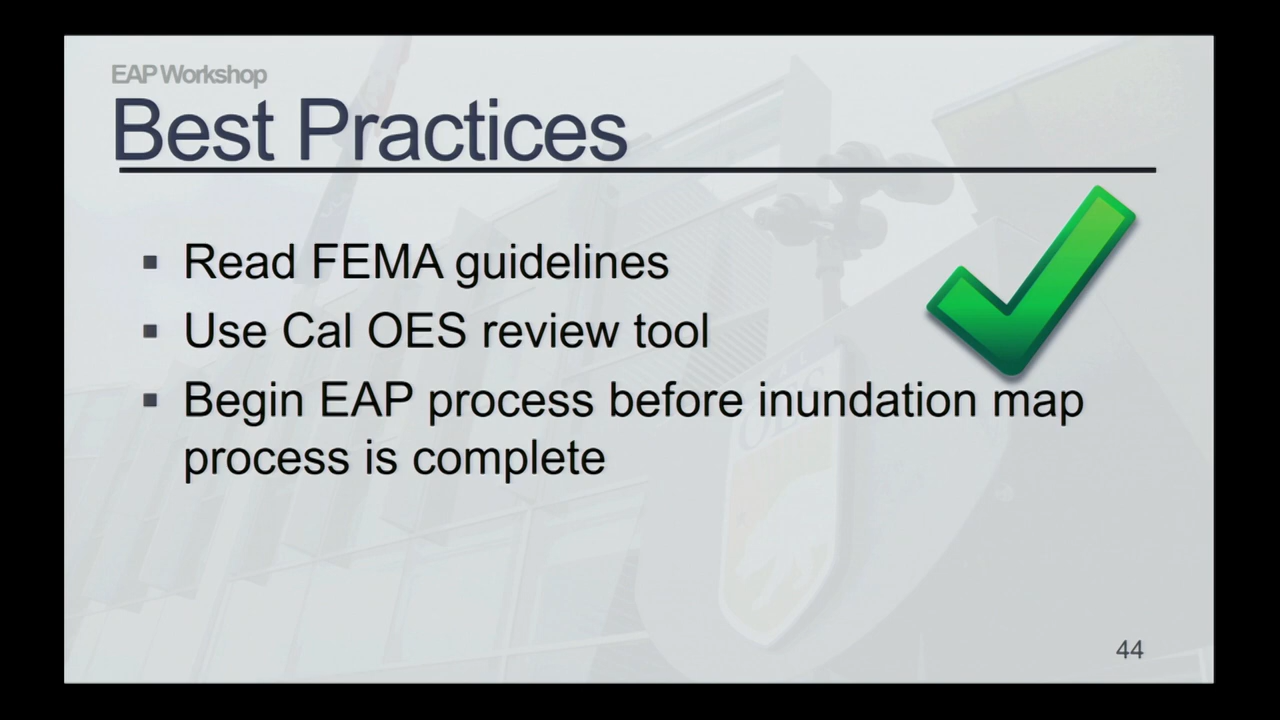 EAP Workshop
Best Practices
Read FEMA guidelines
Use Cal OES review tool
Begin EAP process before inundation map
process is complete
OES
44